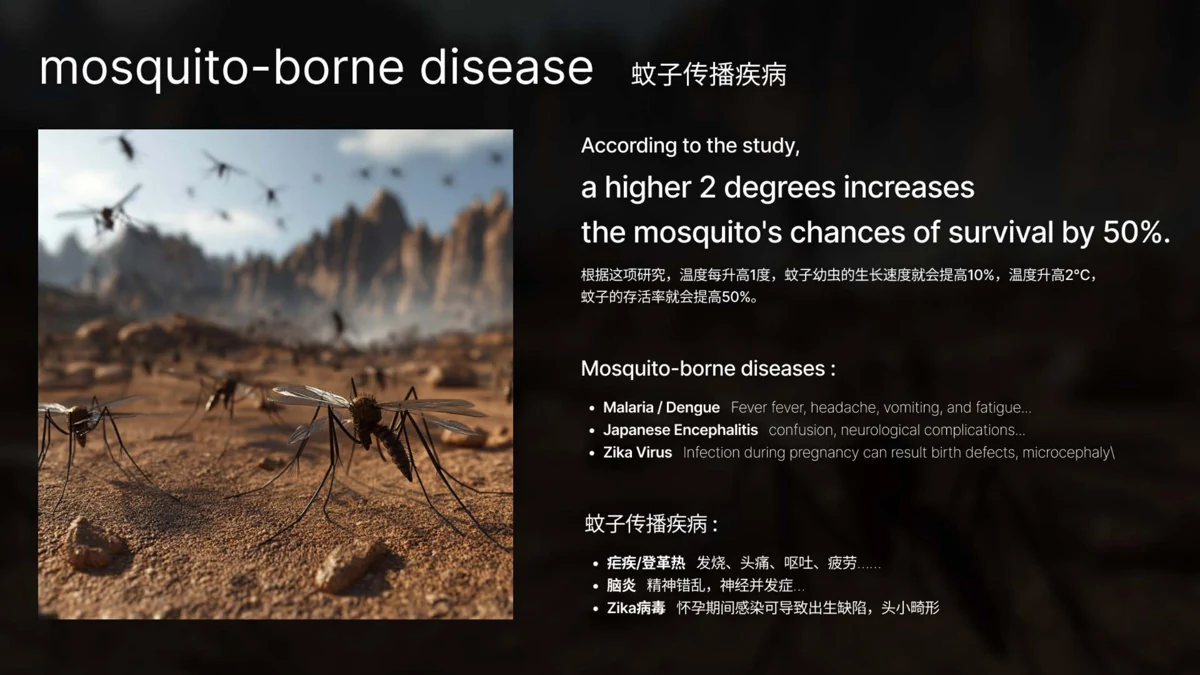 mosquito-borne disease 蚊子传播疾病
According to the study,
a higher 2 degrees increases
the mosquito's chances of survival by 50%.
根据这项研究，温度每升高1度，蚊子幼虫的生长速度就会提高10%，温度升高2°C，
蚊子的存活率就会提高50%。
Mosquito-borne diseases :
• Malaria / Dengue Fever fever, headache, vomiting, and fatigue...
• Japanese Encephalitis confusion, neurological complications...
• Zika Virus Infection during pregnancy can result birth defects, microcephaly\
蚊子传播疾病 :
• 疟疾/登革热 发烧、头痛、呕吐、疲劳……
• 脑炎 精神错乱，神经并发症...
• Zika病毒 怀孕期间感染可导致出生缺陷，头小畸形